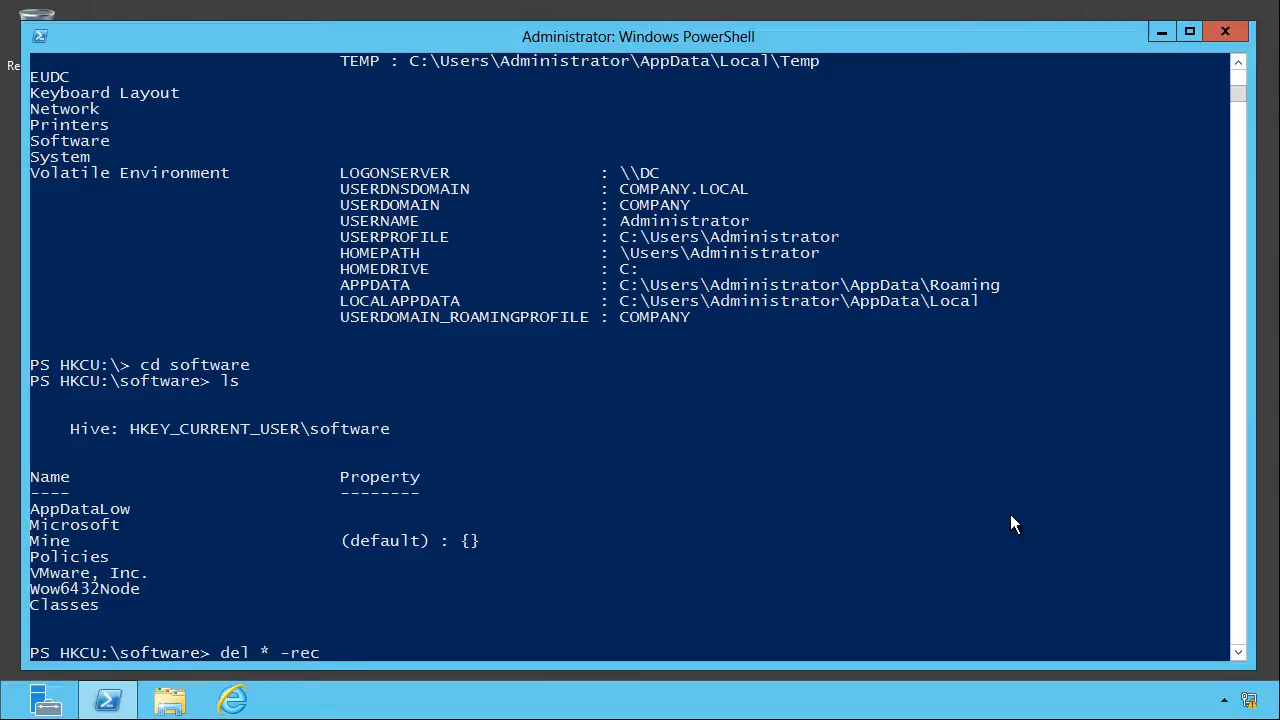 Administrator: Windows PowerShell
Re
TEMP : C:\Users\Administrator\AppData\Local\Temp
EUDC
Keyboard Layout
Network
Printers
Software
System
Volatile Environment LOGONSERVER : \\DC
USERDNSDOMAIN : COMPANY.LOCAL
USERDOMAIN : COMPANY
USERNAME : Administrator
USERPROFILE : C:\Users\Administrator
HOMEPATH : \Users\Administrator
HOMEDRIVE : C:
APPDATA : C:\Users\Administrator\AppData\Roaming
LOCALAPPDATA : C:\Users\Administrator\AppData\Local
USERDOMAIN_ROAMINGPROFILE : COMPANY
PS HKCU:\> cd software
PS HKCU:\software> ls
Hive: HKEY_CURRENT_USER\software
Name Property
---- --------
AppDataLow
Microsoft
Mine (default) : {}
Policies
VMware, Inc.
Wow6432Node
Classes
PS HKCU:\software> del * -rec